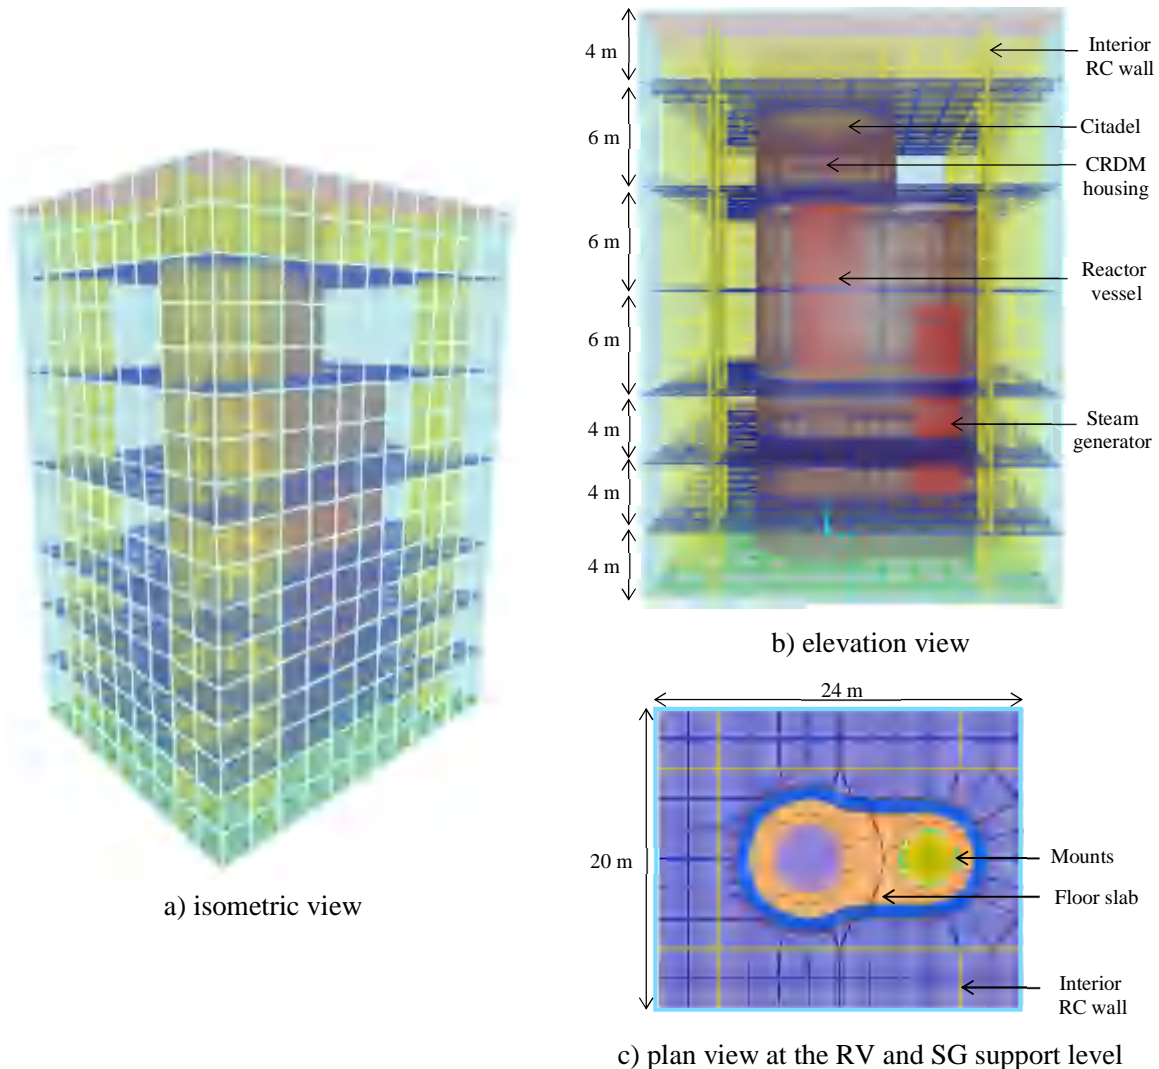 4 m
Interior
RC wall
6 m
Citadel
CRDM
housing
6 m
Reactor
vessel
6 m
4 m
Steam
generator
4 m
4 m
b) elevation view
a) isometric view
24 m
20 m
Mounts
Floor slab
Interior
RC wall
c) plan view at the RV and SG support level